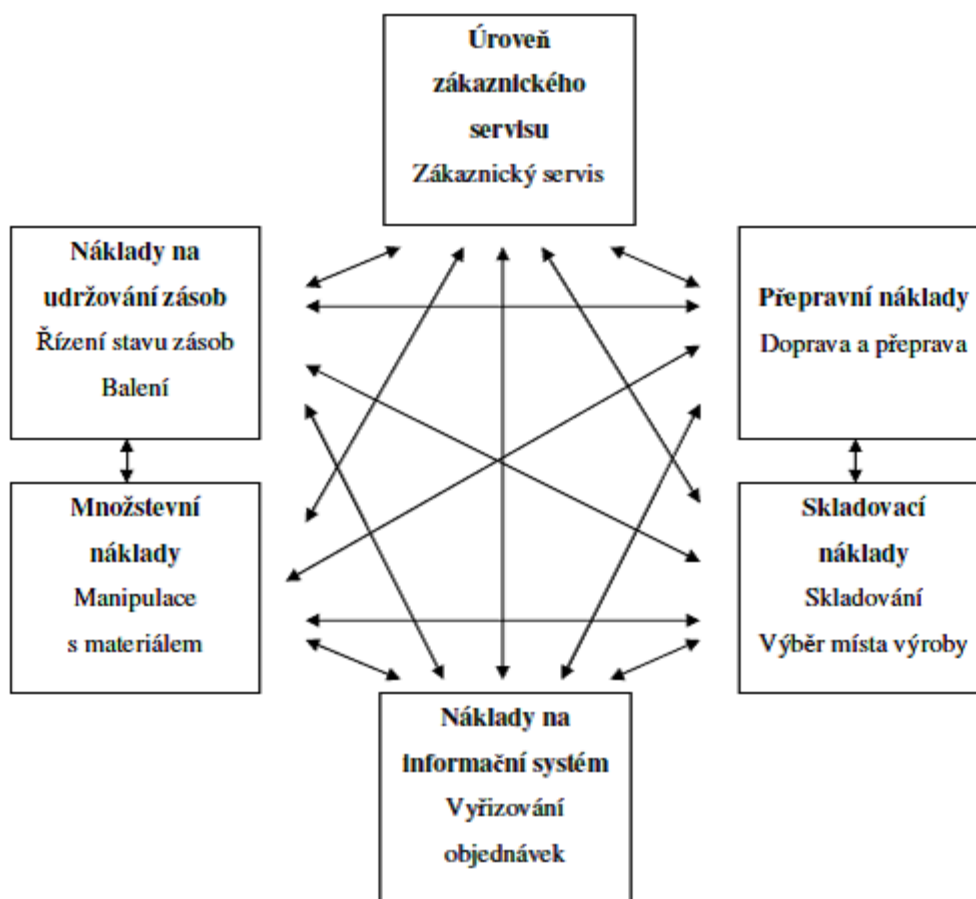 Úroveň
zákaznického
servisu
Zákaznický servis
Náklady na
udržování zásob
Řízení stavu zásob
Balení
Přepravní náklady
Doprava a přeprava
Množstevní
náklady
Manipulace
s materiálem
Skladovací
náklady
Skladování
Výběr místa výroby
Náklady na
informační systém
Vyřizování
objednávek